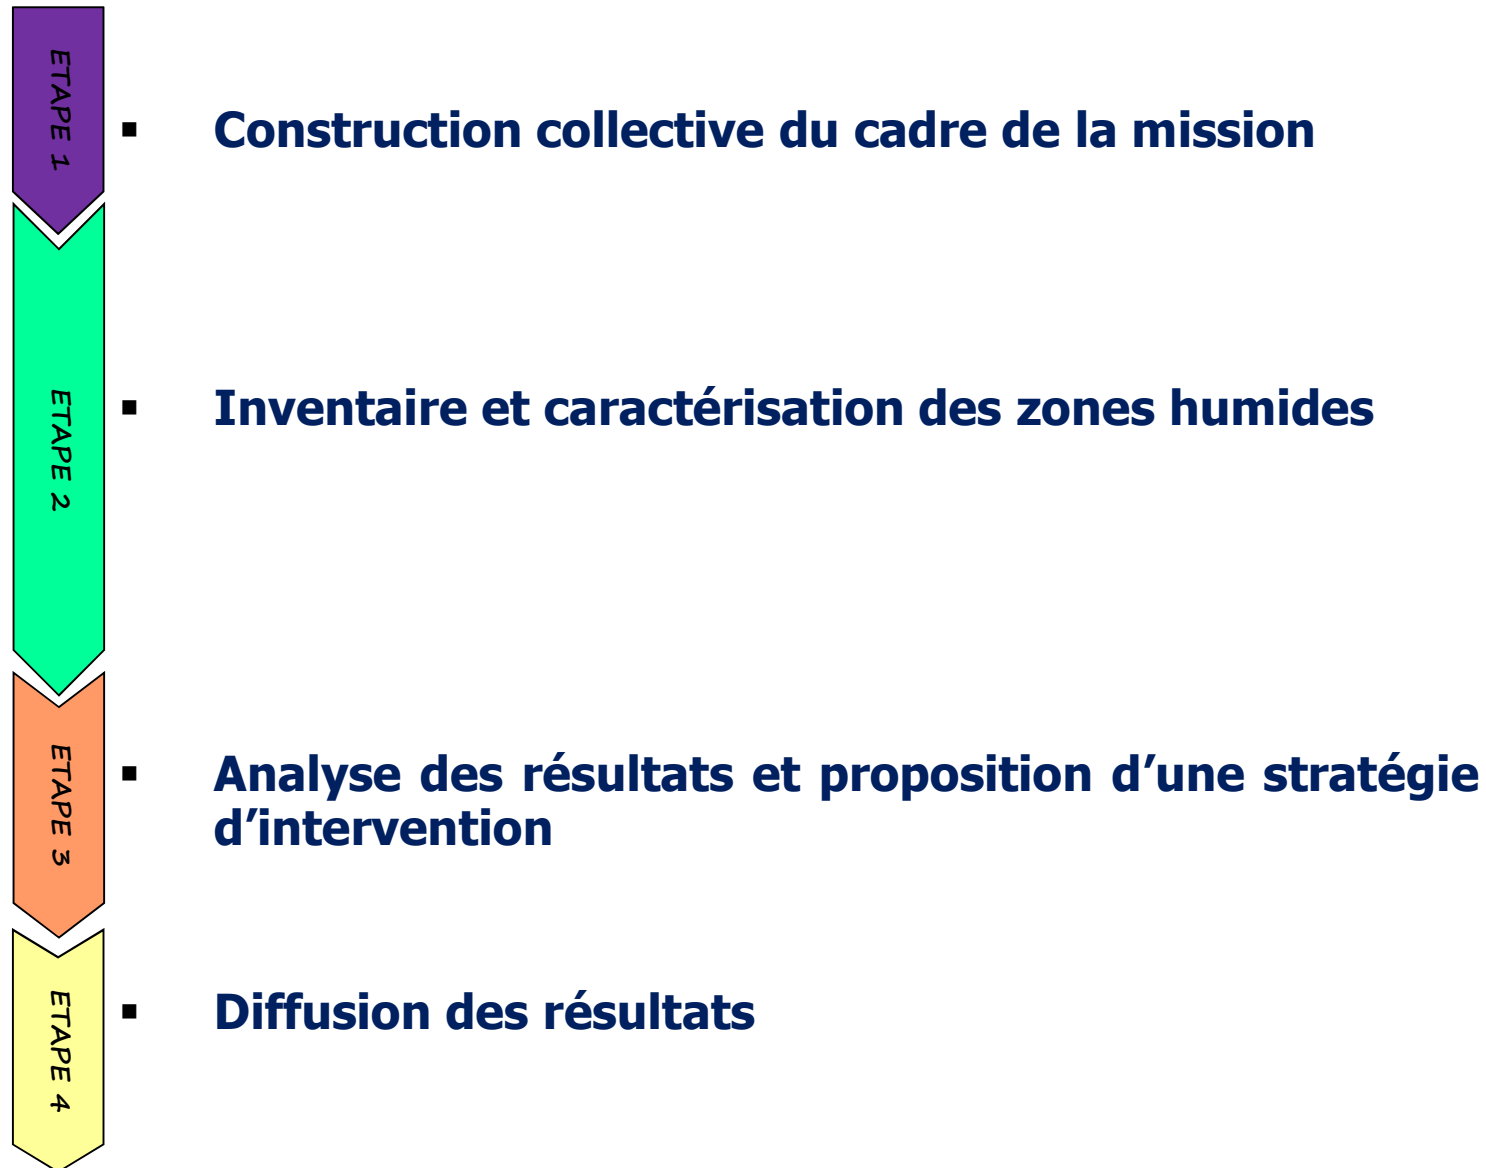 ETAPE 1
▪ Construction collective du cadre de la mission
ETAPE 2
▪ Inventaire et caractérisation des zones humides
ETAPE 3
▪ Analyse des résultats et proposition d’une stratégie
d’intervention
ETAPE 4
▪ Diffusion des résultats